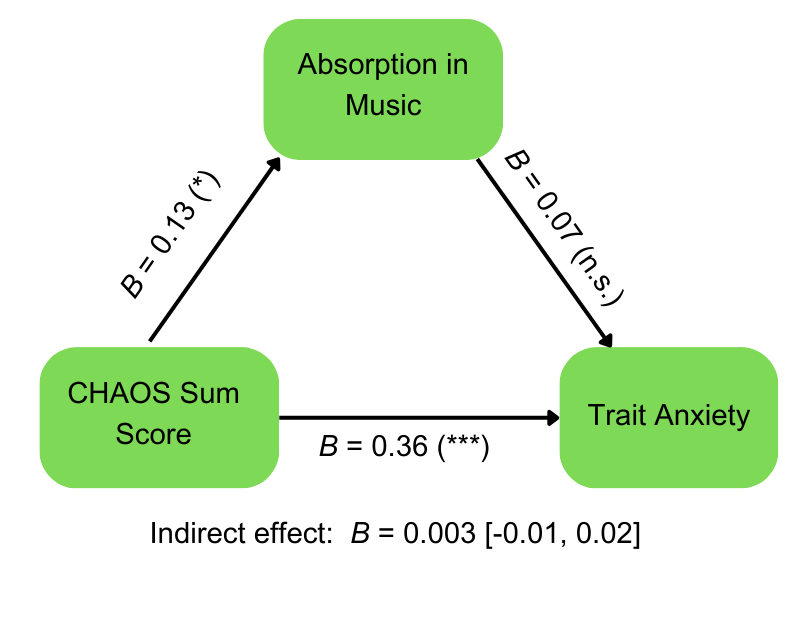 Absorption in
Music
B = 0.13 (*)
B = 0.07 (n.s.)
CHAOS Sum
Score
Trait Anxiety
B = 0.36 (***)
Indirect effect:  B = 0.003 [-0.01, 0.02]